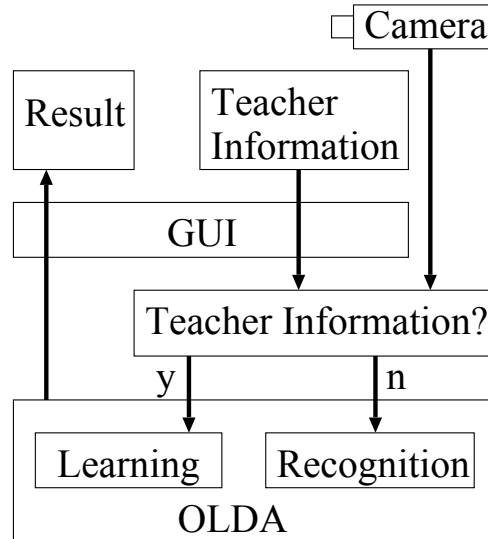 Camera
Result
Teacher
Information
GUI
Teacher Information?
y
n
Learning
Recognition
OLDA